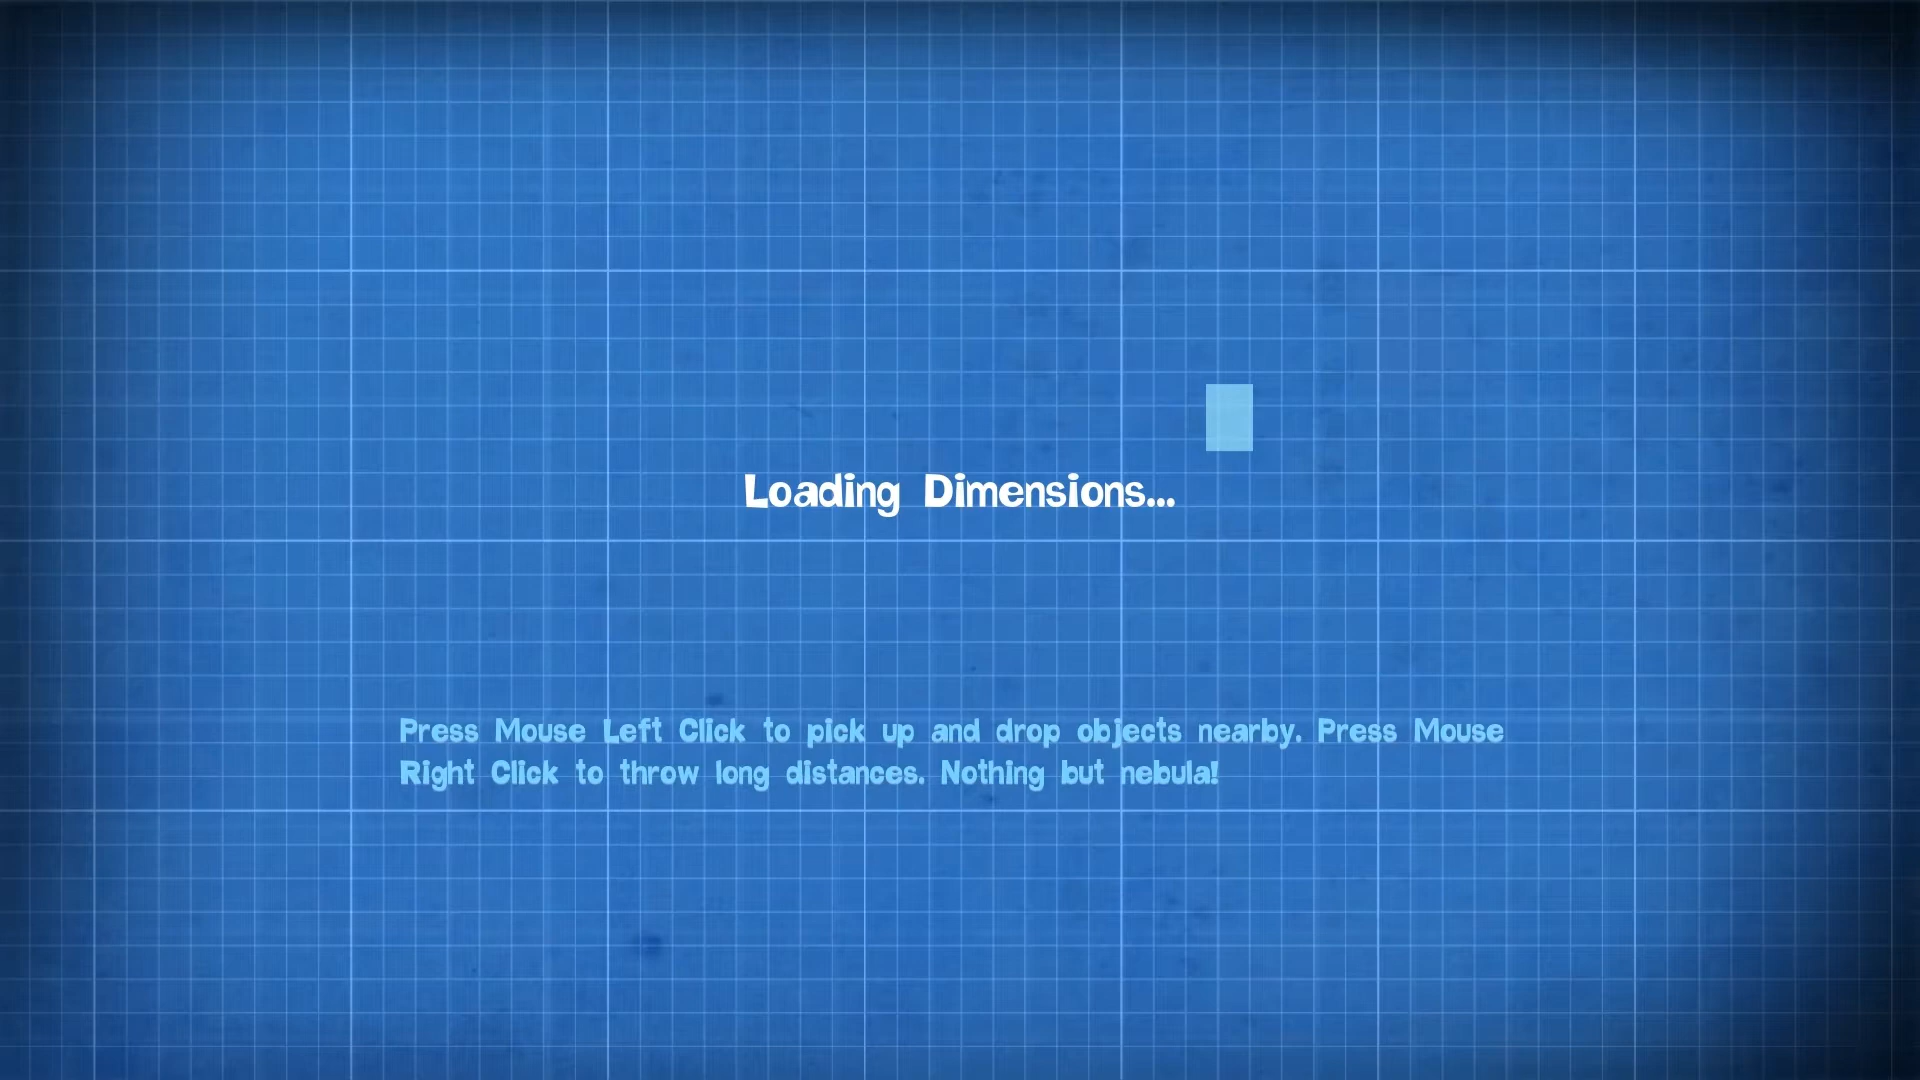 Loading Dimensions...
Press Mouse Left Click to pick up and drop objects nearby. Press Mouse
Right Click to throw long distances. Nothing but nebula!